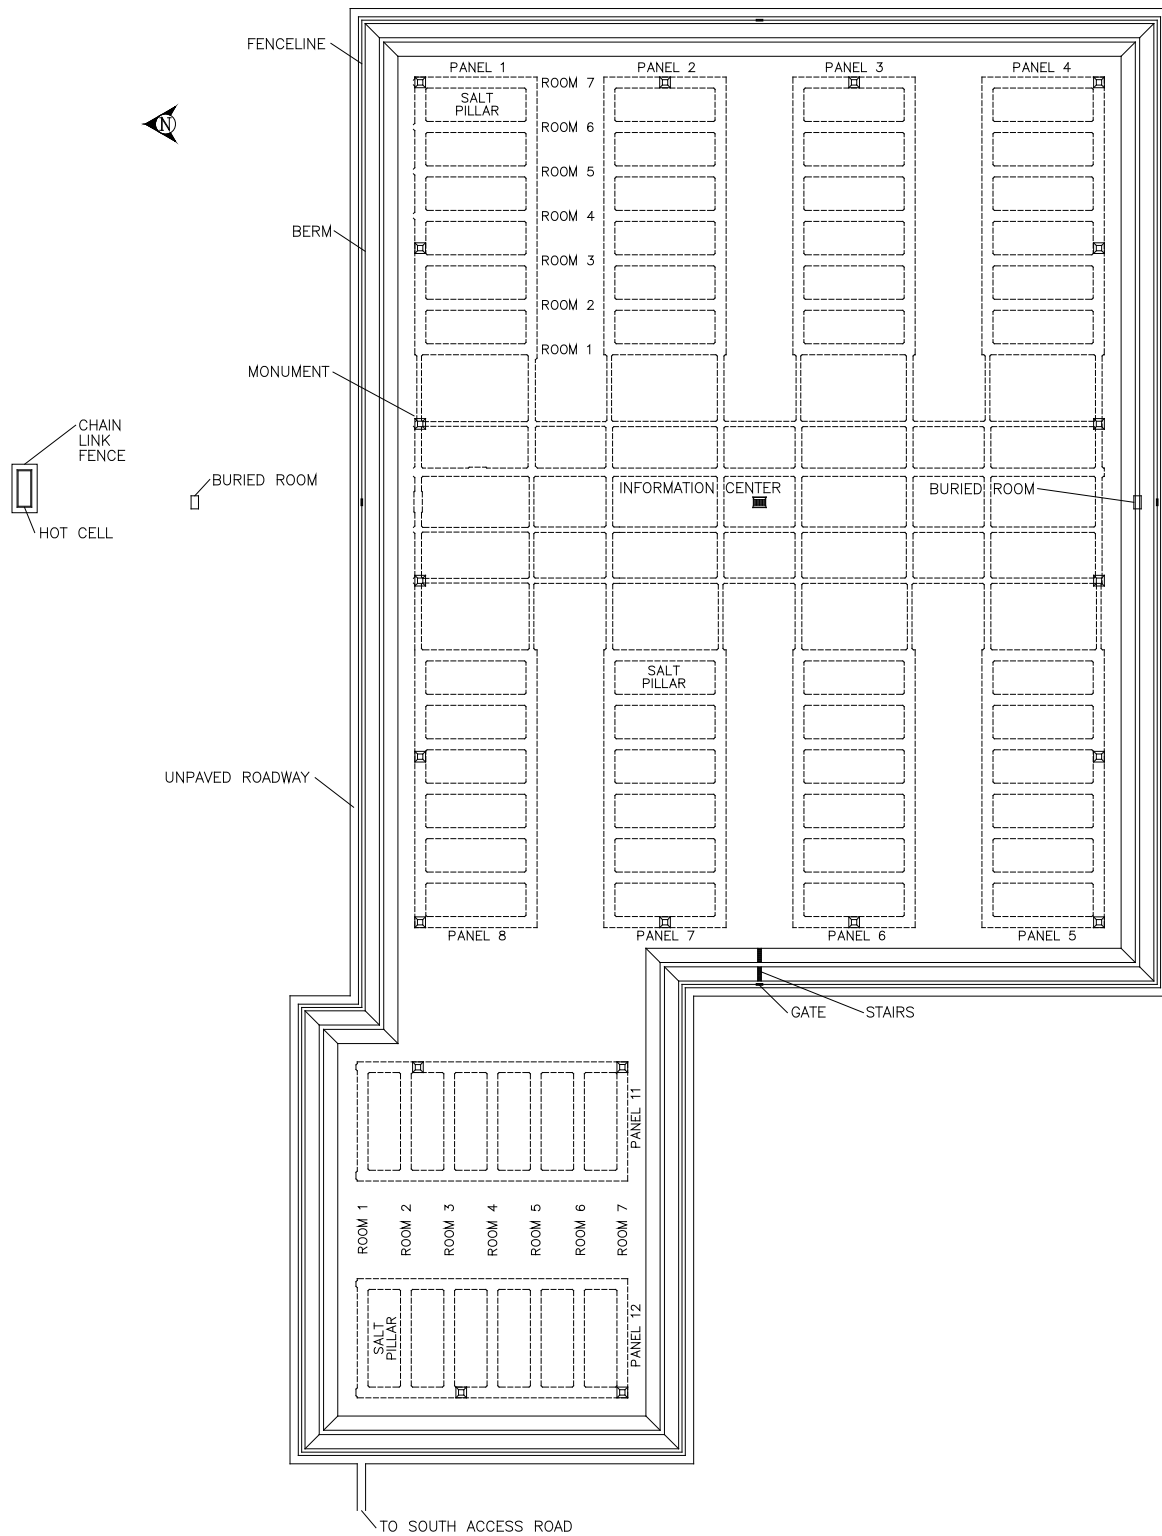 FENCELINE
PANEL 1
PANEL 2
PANEL 3
PANEL 4
ROOM 7
SALT
PILLAR
N
ROOM 6
ROOM 5
ROOM 4
BERM
ROOM 3
ROOM 2
ROOM 1
MONUMENT
CHAIN
LINK
FENCE
BURIED ROOM
INFORMATION CENTER
BURIED ROOM
HOT CELL
SALT
PILLAR
UNPAVED ROADWAY
PANEL 8
PANEL 7
PANEL 6
PANEL 5
GATE
STAIRS
PANEL 11
ROOM 1
ROOM 2
ROOM 3
ROOM 4
ROOM 5
ROOM 6
ROOM 7
SALT
PILLAR
PANEL 12
TO SOUTH ACCESS ROAD